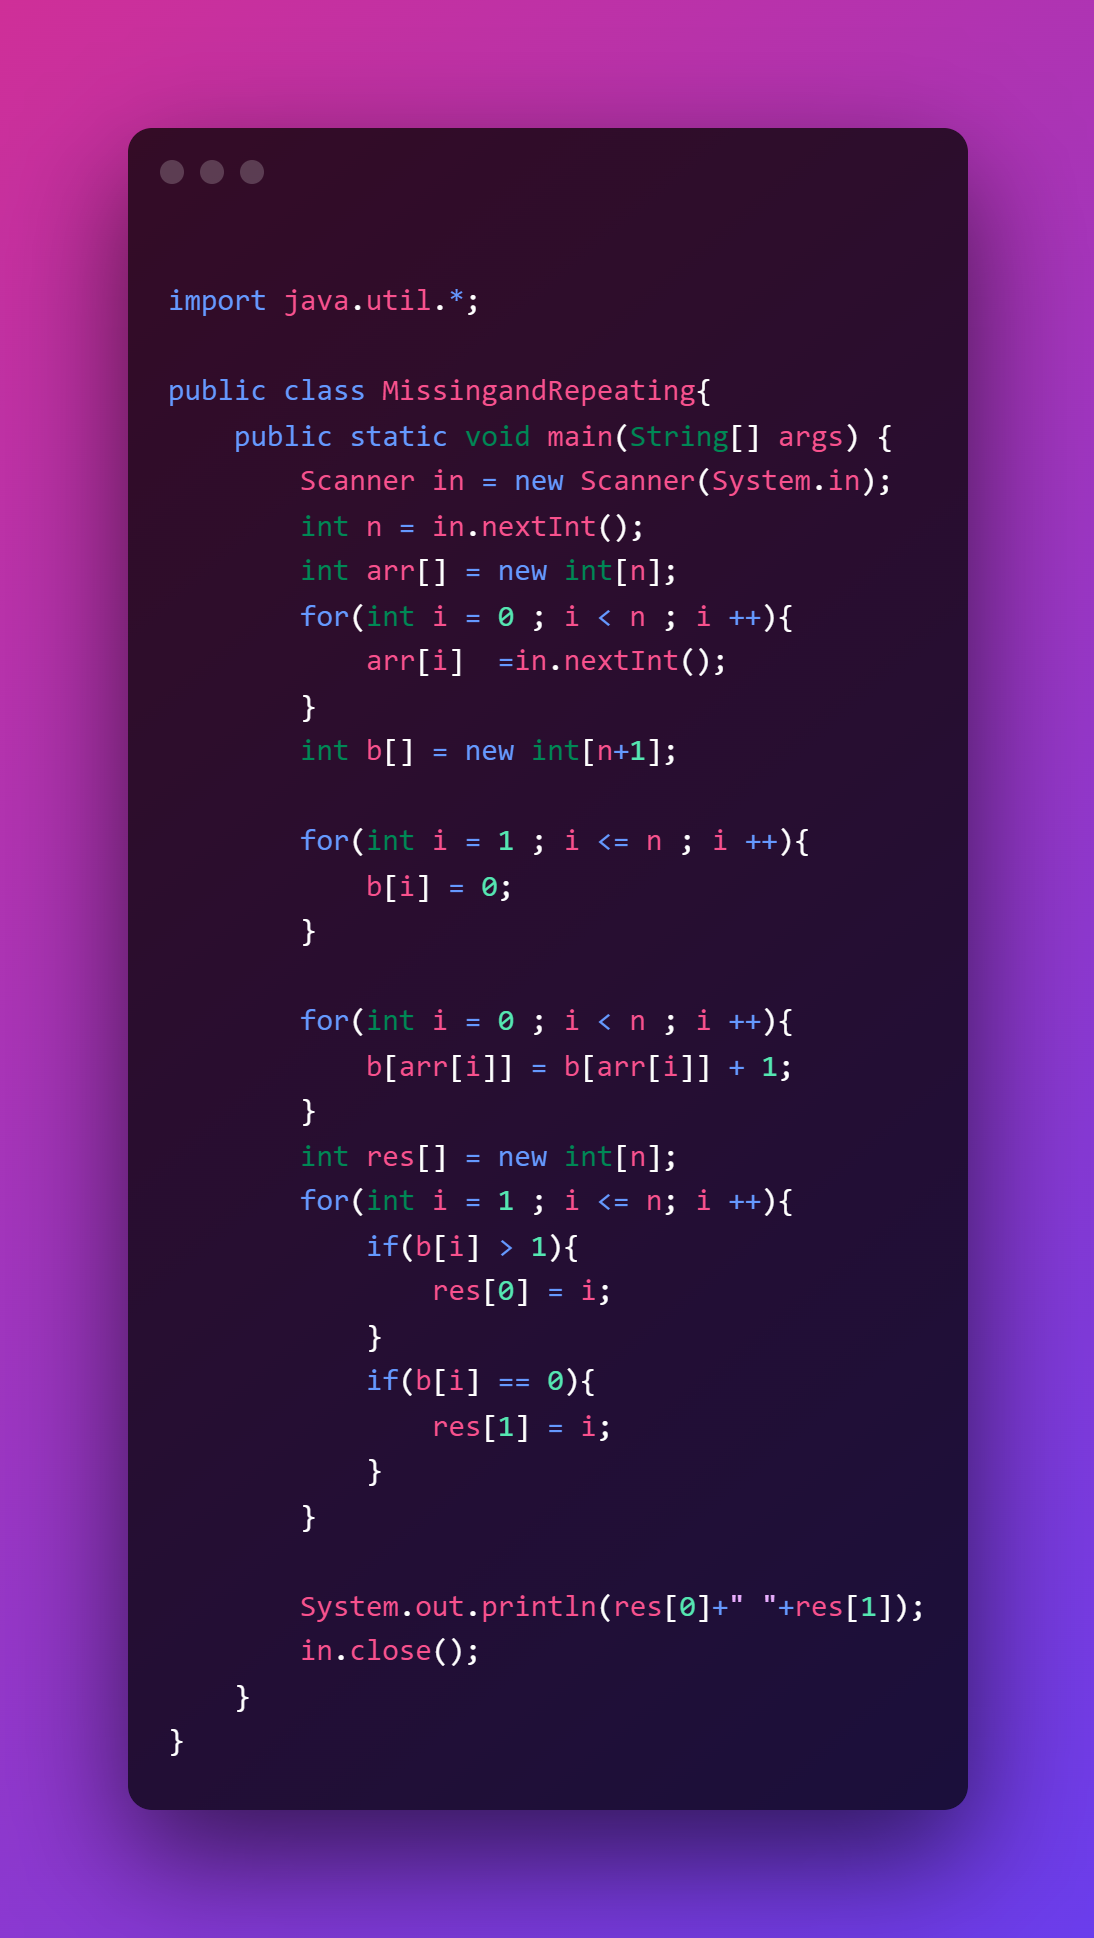 import java.util.*;
public class MissingandRepeating{
    public static void main(String[] args) {
        Scanner in = new Scanner(System.in);
        int n = in.nextInt();
        int arr[] = new int[n];
        for(int i = 0 ; i < n ; i ++){
            arr[i]  =in.nextInt();
        }
        int b[] = new int[n+1];
        for(int i = 1 ; i <= n ; i ++){
            b[i] = 0;
        }
        for(int i = 0 ; i < n ; i ++){
            b[arr[i]] = b[arr[i]] + 1;
        }
        int res[] = new int[n];
        for(int i = 1 ; i <= n; i ++){
            if(b[i] > 1){
                res[0] = i;
            }
            if(b[i] == 0){
                res[1] = i;
            }
        }
        System.out.println(res[0]+" "+res[1]);
        in.close();
    }
}